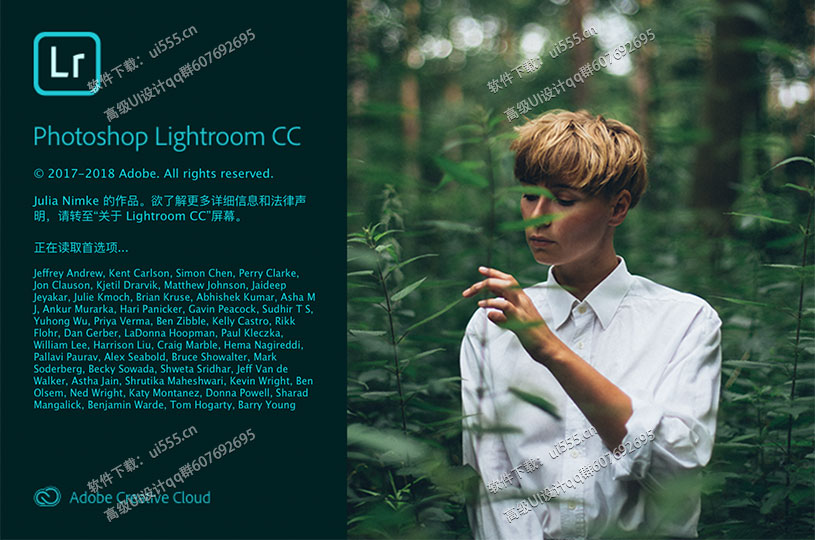 Lr
Photoshop Lightroom CC
© 2017-2018 Adobe. All rights reserved.
Julia Nimke 的作品。欲了解更多详细信息和法律声
明，请转至“关于 Lightroom CC”屏幕。
正在读取首选项...
Jeffrey Andrew, Kent Carlson, Simon Chen, Perry Clarke,
Jon Clauson, Kjetil Drarvik, Matthew Johnson, Jaideep
Jeyakar, Julie Kmoch, Brian Kruse, Abhishek Kumar, Asha M
J, Ankur Murarka, Hari Panicker, Gavin Peacock, Sudhir T S,
Yuhong Wu, Priya Verma, Ben Zibble, Kelly Castro, Rikk
Flohr, Dan Gerber, LaDonna Hoopman, Paul Kleczka,
William Lee, Harrison Liu, Craig Marble, Hema Nagireddi,
Pallavi Paurav, Alex Seabold, Bruce Showalter, Mark
Soderberg, Becky Sowada, Shweta Sridhar, Jeff Van de
Walker, Astha Jain, Shrutika Maheshwari, Kevin Wright, Ben
Olsem, Ned Wright, Katy Montanez, Donna Powell, Sharad
Mangalick, Benjamin Warde, Tom Hogarty, Barry Young
Adobe Creative Cloud
软件下载：ui555.cn
高级UI设计qq群607692695
软件下载：ui555.cn
高级UI设计qq群607692695
软件下载：ui555.cn
高级UI设计qq群607692695
软件下载：ui555.cn
高级UI设计qq群607692695